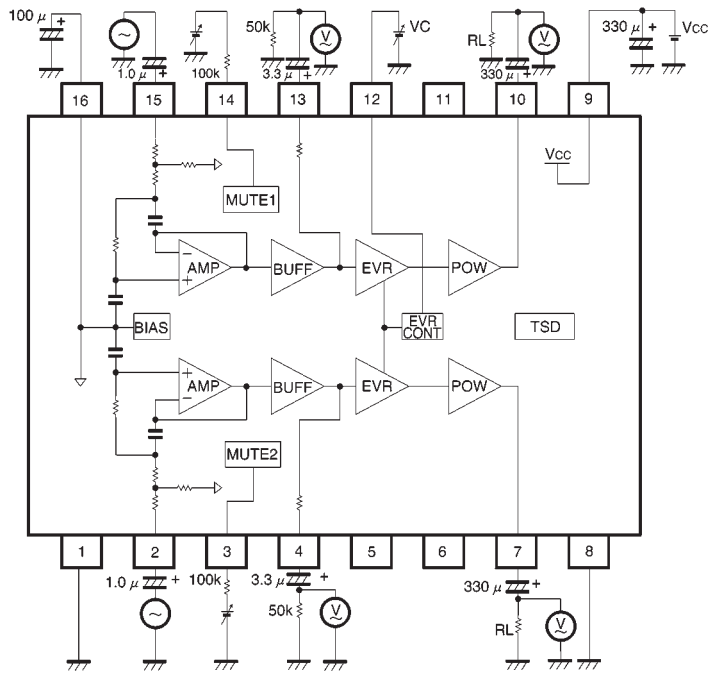 100 μ +
1.0 μ +
100k
50k
3.3 μ +
V
VC
RL
330 μ +
V
330 μ +
VCC
16
15
14
13
12
11
10
9
VCC
MUTE1
− AMP +
BUFF
EVR
POW
BIAS
EVR
CONT
TSD
+ AMP −
BUFF
EVR
POW
MUTE2
1
2
3
4
5
6
7
8
1.0 μ +
100k
3.3 μ +
50k
V
330 μ +
RL
V